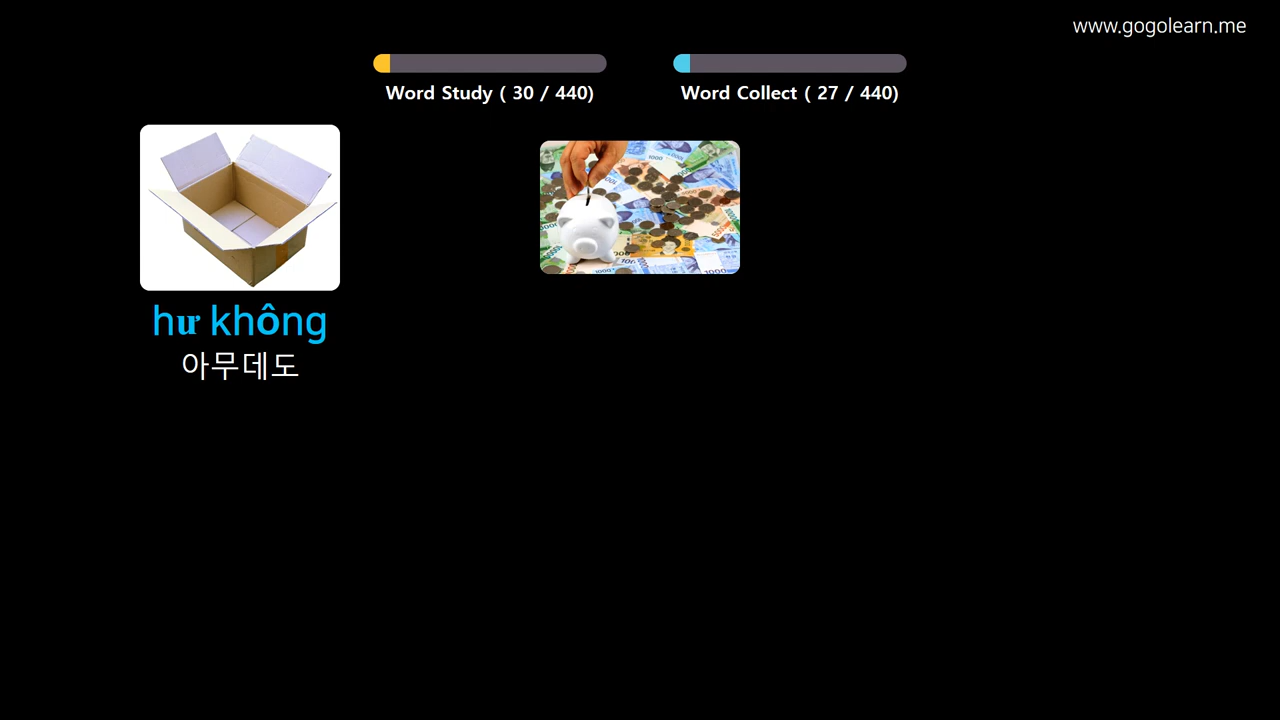 www.gogolearn.me
Word Study ( 30 / 440)
Word Collect ( 27 / 440)
hư không
아무데도